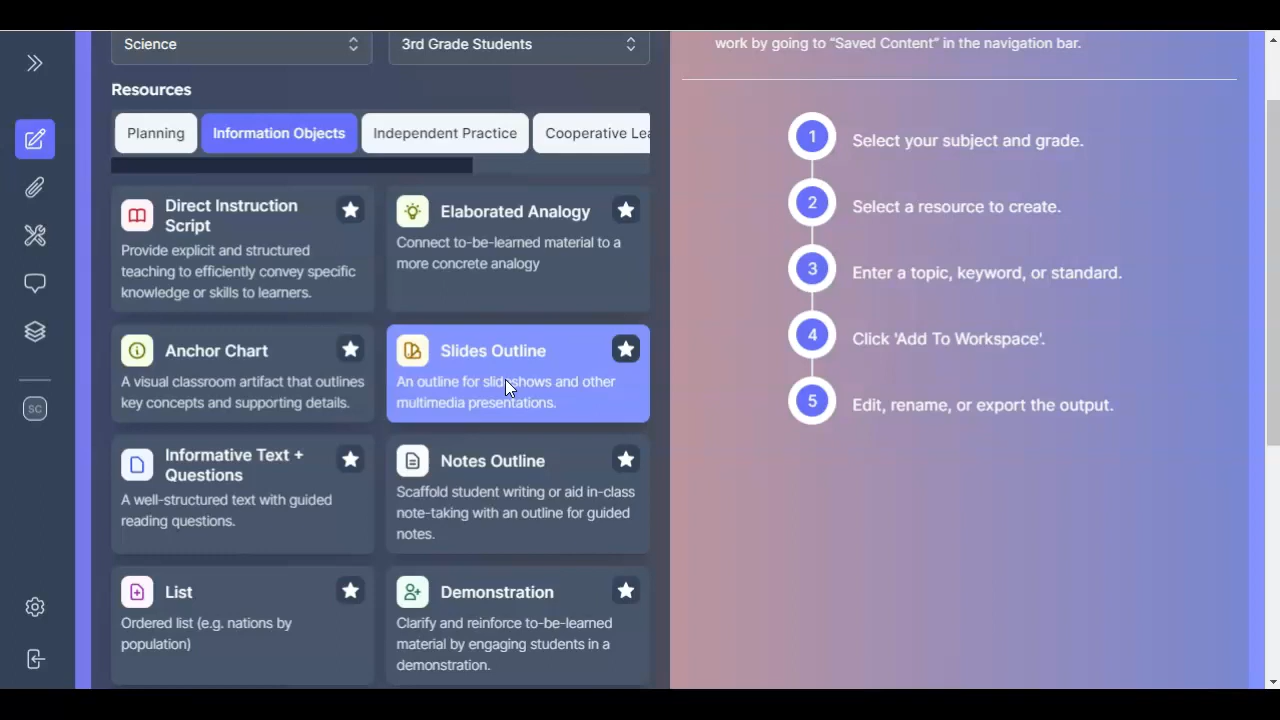 Science
3rd Grade Students
Resources
Planning
Information Objects
Independent Practice
Cooperative Lea
Direct Instruction
Script
Provide explicit and structured
teaching to efficiently convey specific
knowledge or skills to learners.
Elaborated Analogy
Connect to-be-learned material to a
more concrete analogy
Anchor Chart
A visual classroom artifact that outlines
key concepts and supporting details.
Slides Outline
An outline for slideshows and other
multimedia presentations.
Informative Text +
Questions
A well-structured text with guided
reading questions.
Notes Outline
Scaffold student writing or aid in-class
note-taking with an outline for guided
notes.
List
Ordered list (e.g. nations by
population)
Demonstration
Clarify and reinforce to-be-learned
material by engaging students in a
demonstration.
SC
work by going to “Saved Content” in the navigation bar.
1 Select your subject and grade.
2 Select a resource to create.
3 Enter a topic, keyword, or standard.
4 Click 'Add To Workspace'.
5 Edit, rename, or export the output.